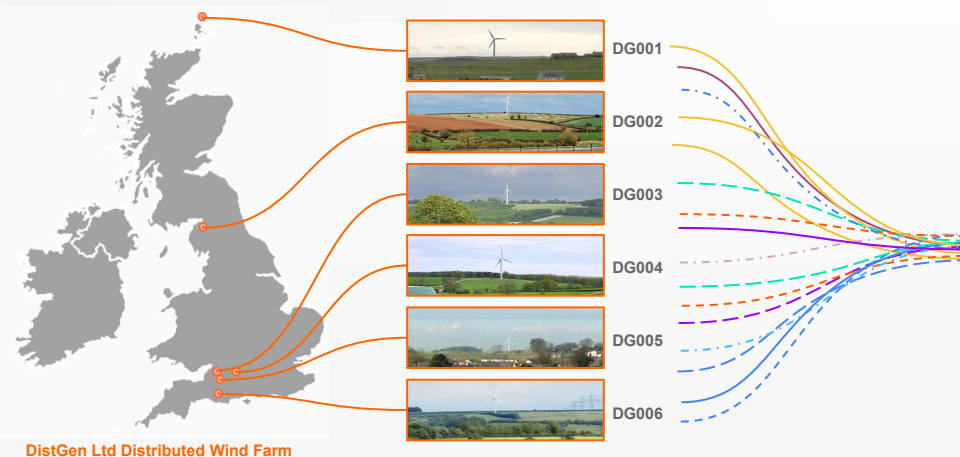 DG001
DG002
DG003
DG004
DG005
DG006
DistGen Ltd Distributed Wind Farm